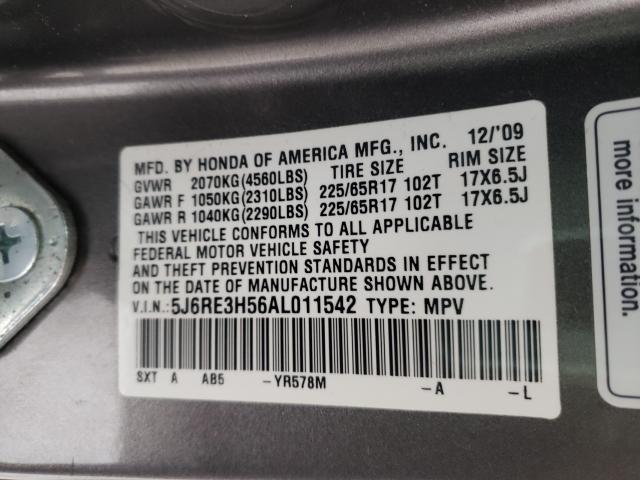 MFD. BY HONDA OF AMERICA MFG., INC. 12/'09
GVWR 2070KG(4560LBS) TIRE SIZE RIM SIZE
GAWR F 1050KG(2310LBS) 225/65R17 102T 17X6.5J
GAWR R 1040KG(2290LBS) 225/65R17 102T 17X6.5J
THIS VEHICLE CONFORMS TO ALL APPLICABLE
FEDERAL MOTOR VEHICLE SAFETY
AND THEFT PREVENTION STANDARDS IN EFFECT
ON THE DATE OF MANUFACTURE SHOWN ABOVE.
V.I.N.:5J6RE3H56AL011542 TYPE: MPV
SXT A AB5 -YR578M -A -L
more information.